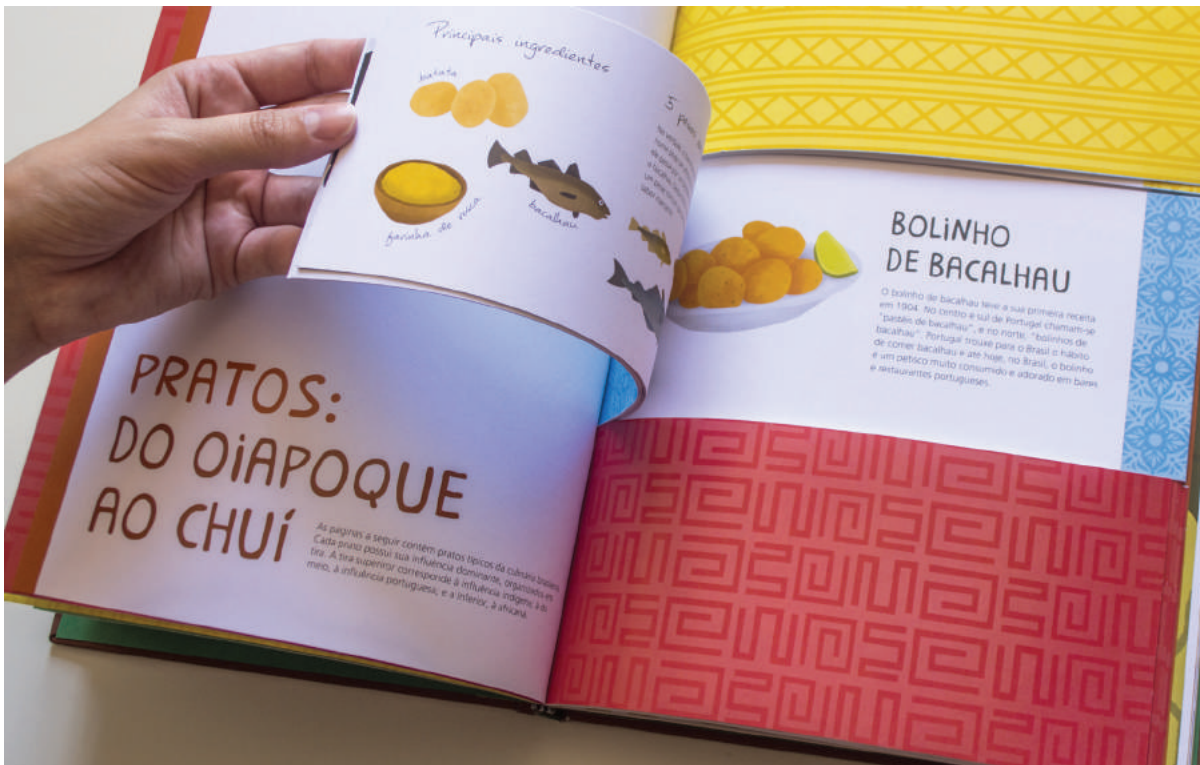 Principais ingredientes
batata
farinha de rosca
bacalhau
5
BOLINHO
DE BACALHAU
O bolinho de bacalhau teve a sua primeira receita
em 1904. No centro e sul de Portugal chamam-se
"pastéis de bacalhau", e no norte, "bolinhos de
bacalhau". Portugal trouxe para o Brasil o hábito
de comer bacalhau e até hoje, no Brasil, o bolinho
é um petisco muito consumido e adorado em bares
e restaurantes portugueses.
PRATOS:
DO OIAPOQUE
AO CHUÍ
As páginas a seguir contém pratos típicos da culinária
Cada prato possui sua influência dominante, organizados em
tira. A tira superior corresponde à influência indígena, a do
meio, à influência portuguesa, e a inferior, à africana.